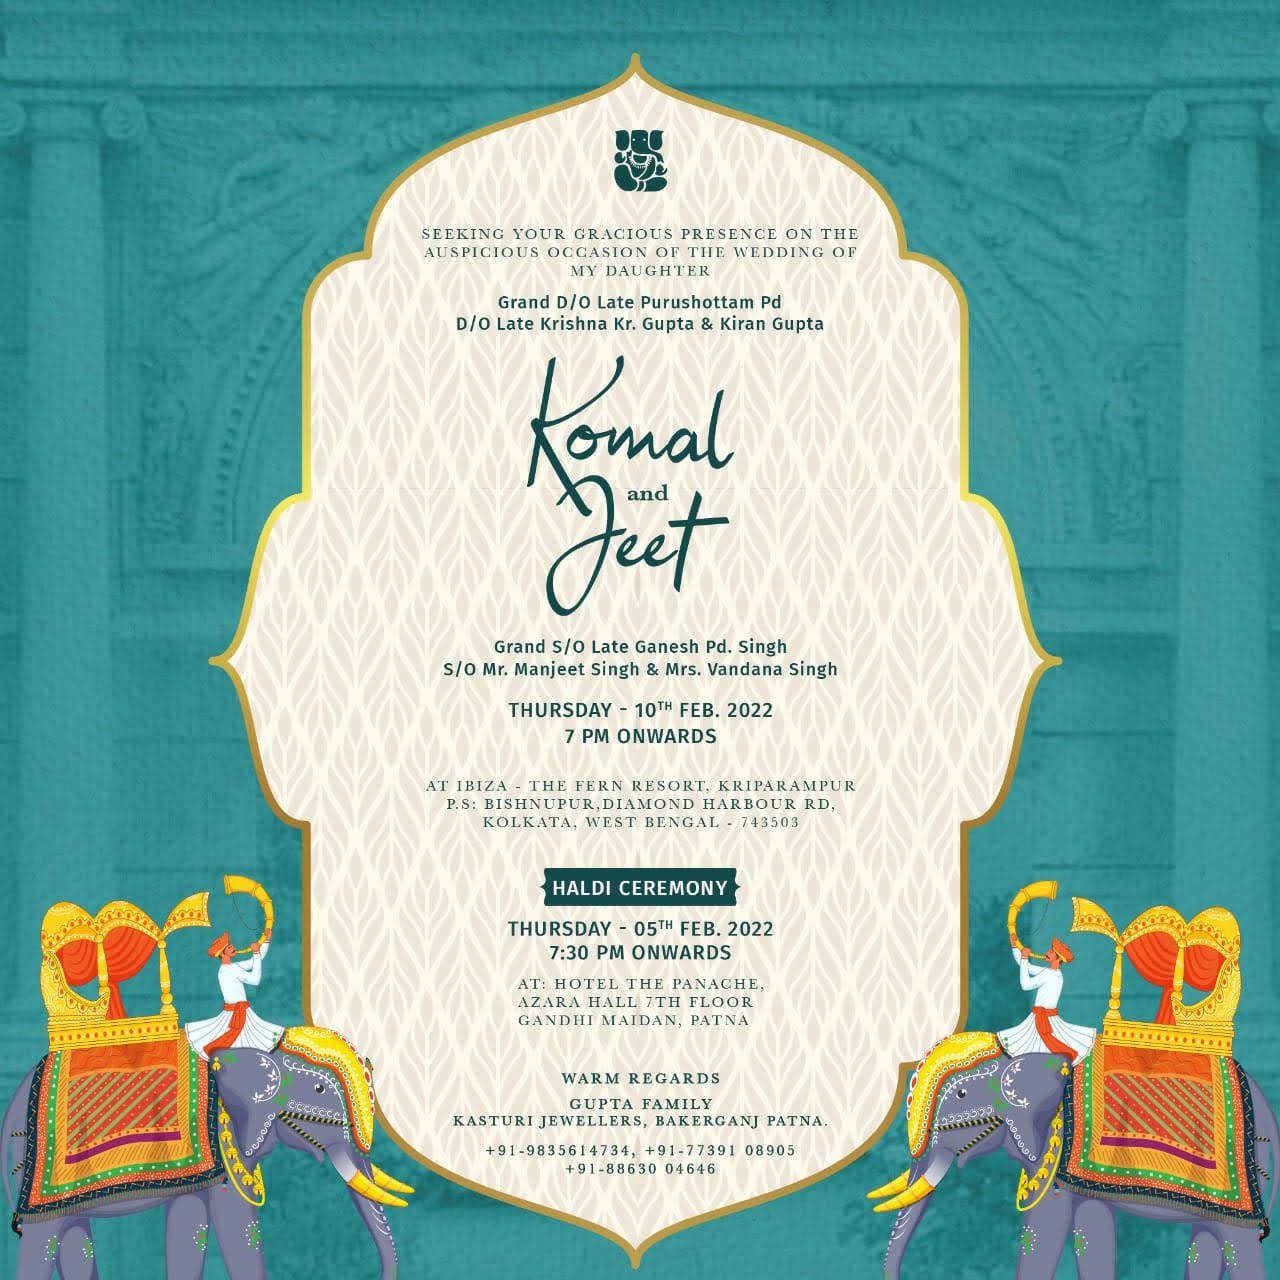 SEEKING YOUR GRACIOUS PRESENCE ON THE
AUSPICIOUS OCCASION OF THE WEDDING OF
MY DAUGHTER
Grand D/O Late Purushottam Pd
D/O Late Krishna Kr. Gupta & Kiran Gupta
Komal
and
Jeet
Grand S/O Late Ganesh Pd. Singh
S/O Mr. Manjeet Singh & Mrs. Vandana Singh
THURSDAY - 10TH FEB. 2022
7 PM ONWARDS
AT IBIZA - THE FERN RESORT, KRIPARAMPUR
P.S: BISHNUPUR,DIAMOND HARBOUR RD,
KOLKATA, WEST BENGAL - 743503
HALDI CEREMONY
THURSDAY - 05TH FEB. 2022
7:30 PM ONWARDS
AT: HOTEL THE PANACHE,
AZARA HALL 7TH FLOOR
GANDHI MAIDAN, PATNA
WARM REGARDS
GUPTA FAMILY
KASTURI JEWELLERS, BAKERGANJ PATNA.
+91-9835614734, +91-77391 08905
+91-88630 04646